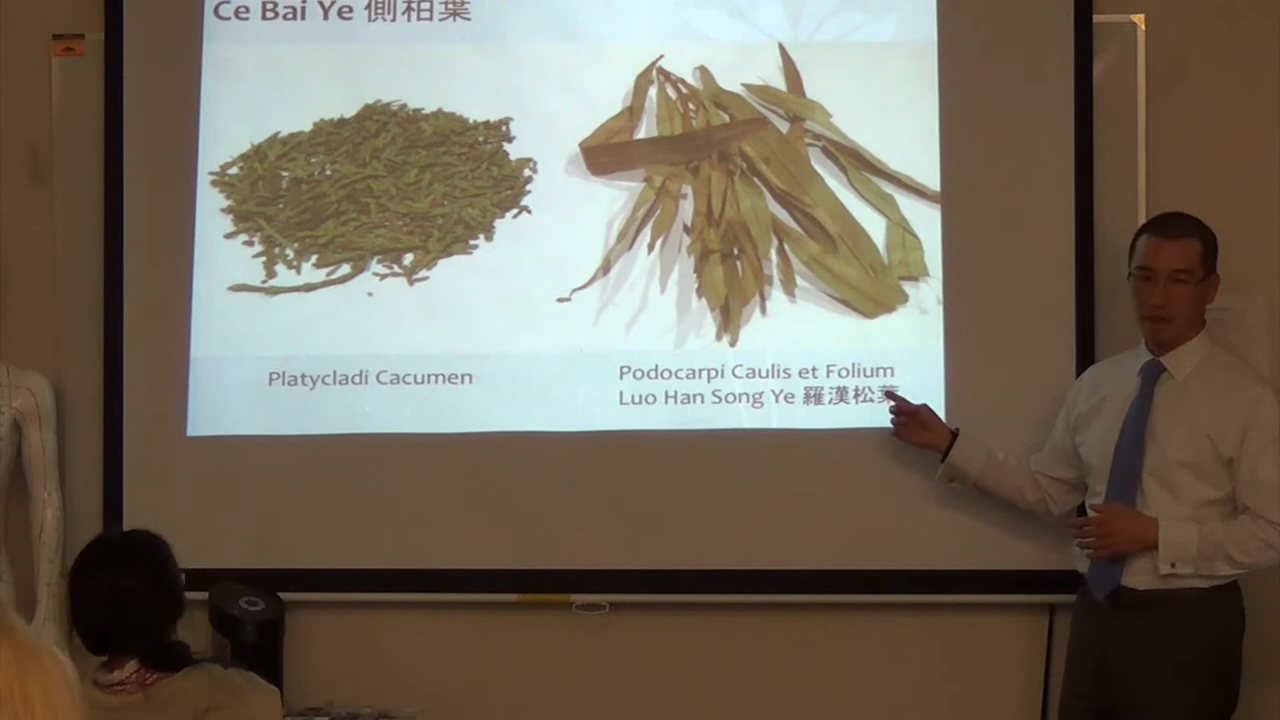 Ce Bai Ye 側柏葉
Platycladi Cacumen
Podocarpi Caulis et Folium
Luo Han Song Ye 羅漢松葉